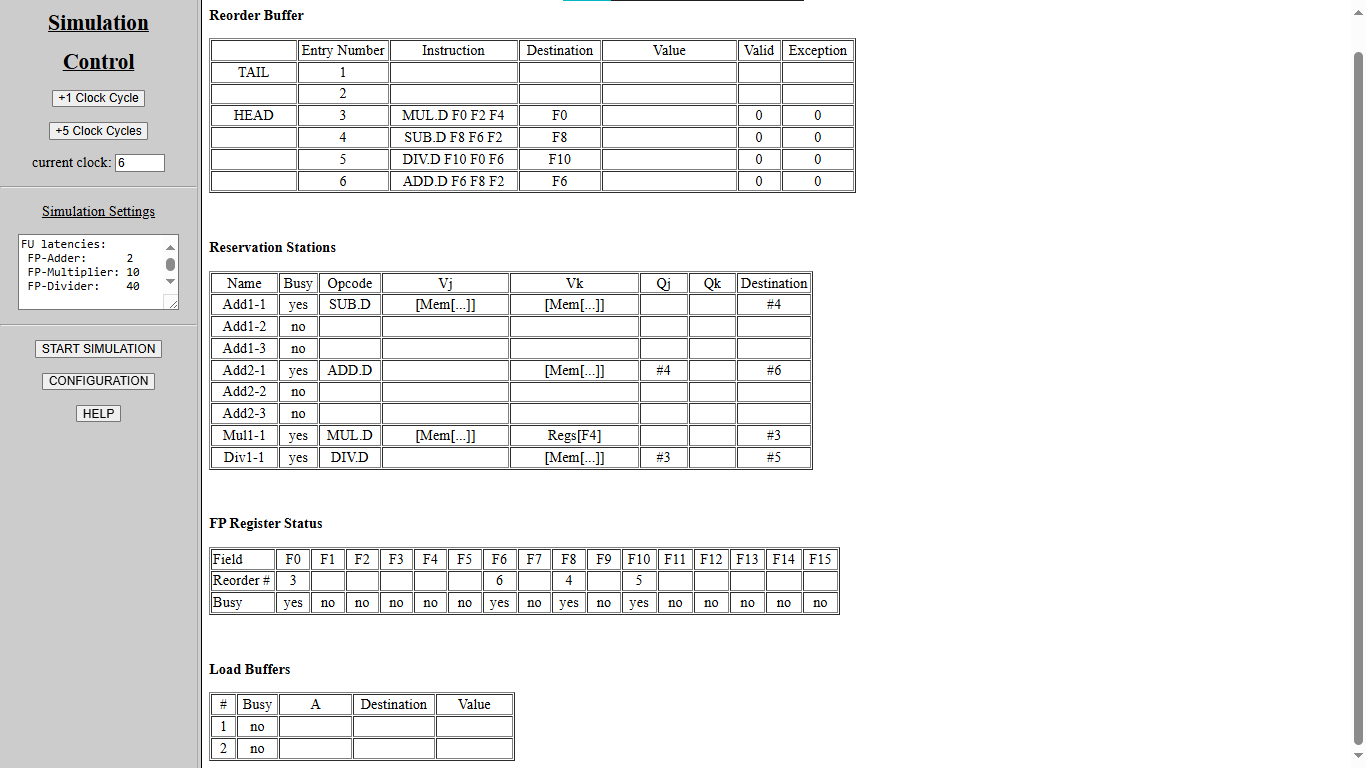 Simulation
Control
+1 Clock Cycle
+5 Clock Cycles
current clock: 6
Simulation Settings
FU latencies:
FP-Adder: 2
FP-Multiplier: 10
FP-Divider: 40
START SIMULATION
CONFIGURATION
HELP
Reorder Buffer
Entry Number Instruction Destination Value Valid Exception
TAIL 1
2
HEAD 3 MUL.D F0 F2 F4 F0 0 0
4 SUB.D F8 F6 F2 F8 0 0
5 DIV.D F10 F0 F6 F10 0 0
6 ADD.D F6 F8 F2 F6 0 0
Reservation Stations
Name Busy Opcode Vj Vk Qj Qk Destination
Add1-1 yes SUB.D [Mem[...]] [Mem[...]] #4
Add1-2 no
Add1-3 no
Add2-1 yes ADD.D [Mem[...]] #4 #6
Add2-2 no
Add2-3 no
Mul1-1 yes MUL.D [Mem[...]] Regs[F4] #3
Div1-1 yes DIV.D [Mem[...]] #3 #5
FP Register Status
Field F0 F1 F2 F3 F4 F5 F6 F7 F8 F9 F10 F11 F12 F13 F14 F15
Reorder # 3 6 4 5
Busy yes no no no no no yes no yes no yes no no no no no
Load Buffers
# Busy A Destination Value
1 no
2 no